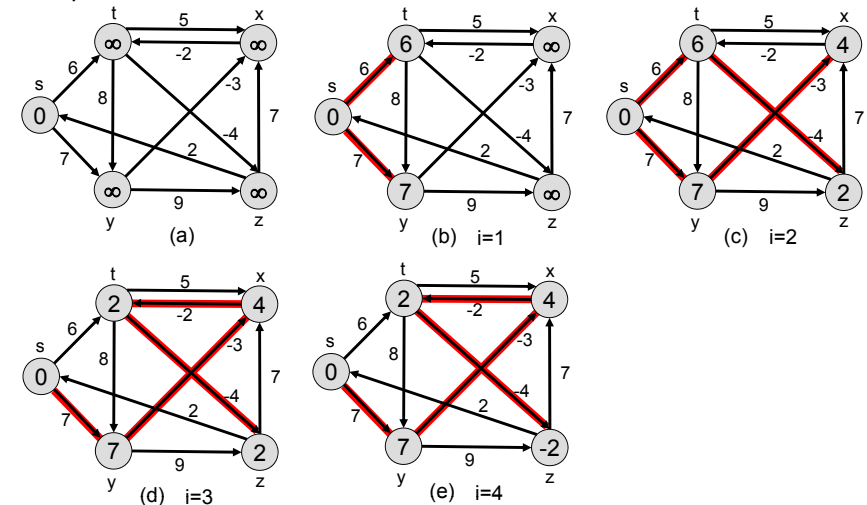 t 5 x
∞ -2 ∞
6 -3
s 8
0 -4 7
7 2
∞ 9 ∞
y z
(a)
t 5 x
6 -2 ∞
6 -3
s 8
0 -4 7
7 2
7 9 ∞
y z
(b) i=1
t 5 x
6 -2 4
6 -3
s 8
0 -4 7
7 2
7 9 2
y z
(c) i=2
t 5 x
2 -2 4
6 -3
s 8
0 -4 7
7 2
7 9 2
y z
(d) i=3
t 5 x
2 -2 4
6 -3
s 8
0 -4 7
7 2
7 9 -2
y z
(e) i=4